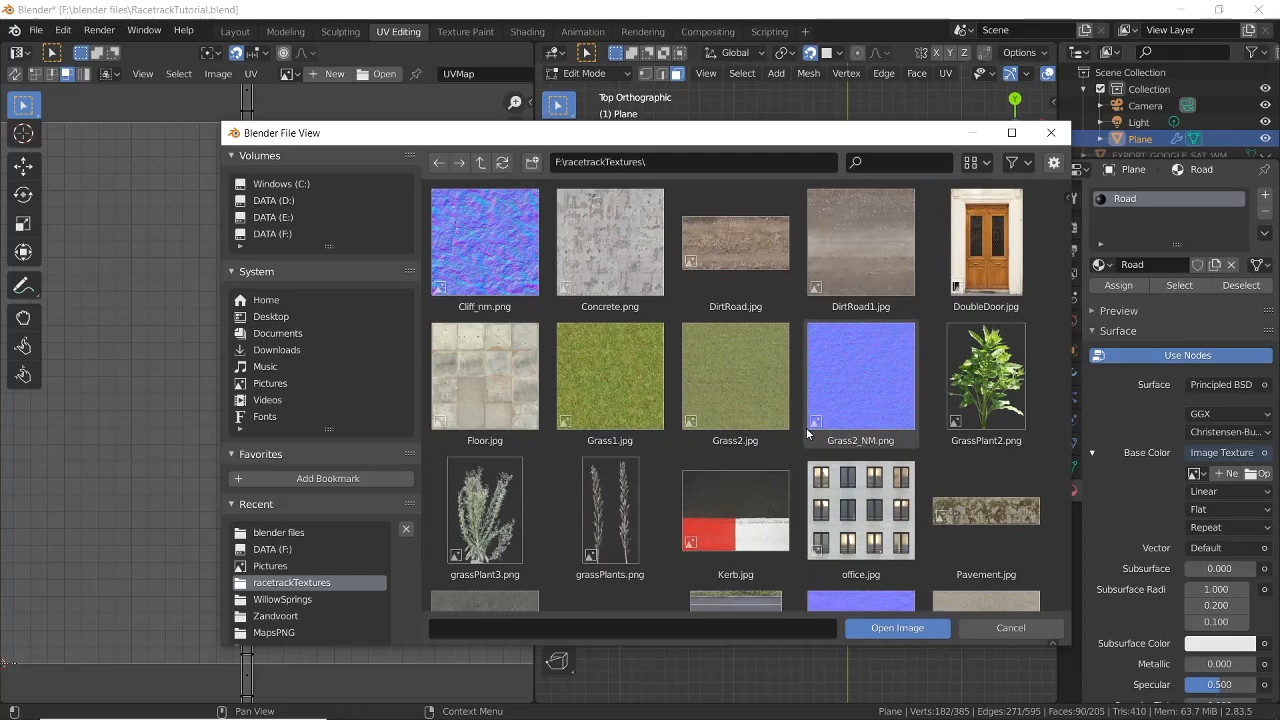 Blender* [F:\blender files\RacetrackTutorial.blend]
File Edit Render Window Help
Layout Modeling Sculpting UV Editing Texture Paint Shading Animation Rendering Compositing Scripting +
Scene
View Layer
Global
X Y Z
Options
View Select Image UV
New
Open
UVMap
Edit Mode
View Select Add Mesh Vertex Edge Face UV
Top Orthographic
(1) Plane
Y
Scene Collection
Collection
Camera
Light
Plane
EXPORT_GOOGLE_SAT_WM
Blender File View
Volumes
Windows (C:)
DATA (D:)
DATA (E:)
DATA (F:)
System
Home
Desktop
Documents
Downloads
Music
Pictures
Videos
Fonts
Favorites
+ Add Bookmark
Recent
blender files
DATA (F:)
Pictures
racetrackTextures
WillowSprings
Zandvoort
MapsPNG
F:\racetrackTextures\
Cliff_nm.png
Concrete.png
DirtRoad.jpg
DirtRoad1.jpg
DoubleDoor.jpg
Floor.jpg
Grass1.jpg
Grass2.jpg
Grass2_NM.png
GrassPlant2.png
grassPlant3.png
grassPlants.png
Kerb.jpg
office.jpg
Pavement.jpg
Open Image
Cancel
Plane
Road
Road
Road
Assign Select Deselect
Preview
Surface
Use Nodes
Surface Principled BSD
GGX
Christensen-Bu...
Base Color Image Texture
Ne
Op
Linear
Flat
Repeat
Vector Default
Subsurface 0.000
Subsurface Radi 1.000
0.200
0.100
Subsurface Color
Metallic 0.000
Specular 0.500
Pan View
Context Menu
Plane | Verts:182/385 | Edges:271/595 | Faces:90/205 | Tris:410 | Mem: 63.7 MiB | 2.83.5